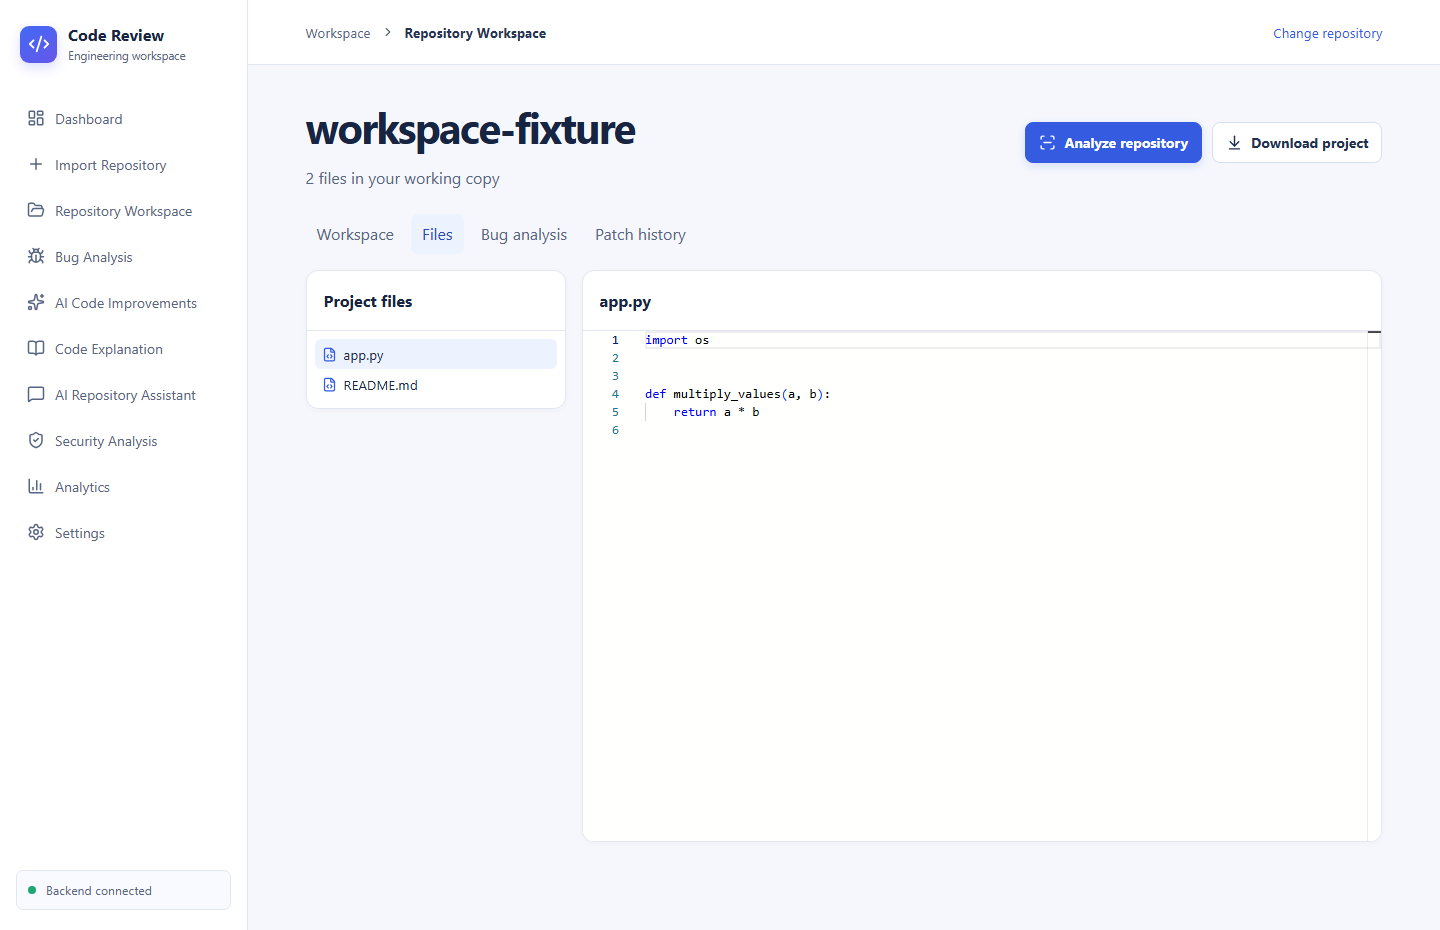 Code Review
Engineering workspace
Dashboard
Import Repository
Repository Workspace
Bug Analysis
AI Code Improvements
Code Explanation
AI Repository Assistant
Security Analysis
Analytics
Settings
Backend connected
Workspace > Repository Workspace
Change repository
workspace-fixture
2 files in your working copy
Analyze repository
Download project
Workspace Files Bug analysis Patch history
Project files
app.py
README.md
app.py
1 import os
2
3
4 def multiply_values(a, b):
5     return a * b
6